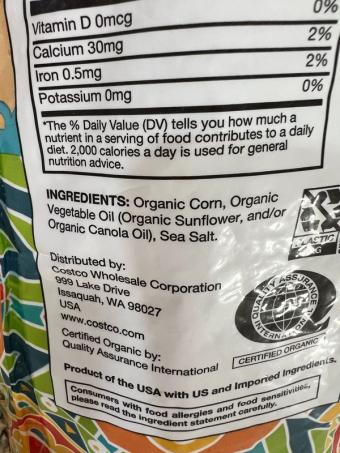 0%
Vitamin D 0mcg
2%
Calcium 30mg
2%
Iron 0.5mg
0%
Potassium 0mg
*The % Daily Value (DV) tells you how much a
nutrient in a serving of food contributes to a daily
diet. 2,000 calories a day is used for general
nutrition advice.
INGREDIENTS: Organic Corn, Organic
Vegetable Oil (Organic Sunflower, and/or
Organic Canola Oil), Sea Salt.
PLASTIC
Distributed by:
Costco Wholesale Corporation
999 Lake Drive
Issaquah, WA 98027
USA
www.costco.com
Certified Organic by:
Quality Assurance International
QUALITY ASSURANCE
INTERNATIONAL
CERTIFIED ORGANIC
Product of the USA with US and Imported Ingredients.
Consumers with food allergies and food sensitivities,
please read the ingredient statement carefully.